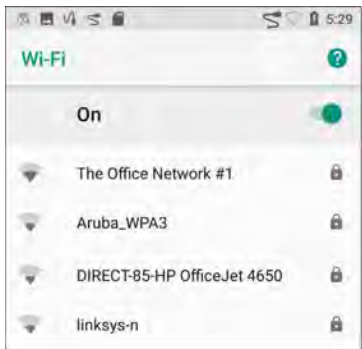 5:29
Wi-Fi
?
On
The Office Network #1
Aruba_WPA3
DIRECT-85-HP OfficeJet 4650
linksys-n